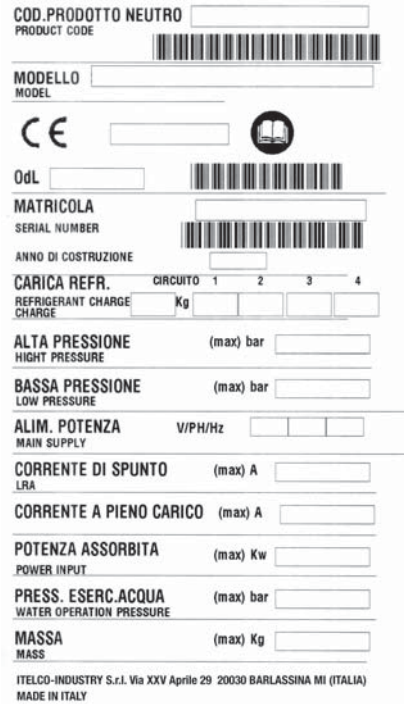 COD.PRODOTTO NEUTRO
PRODUCT CODE
MODELLO
MODEL
CE
OdL
MATRICOLA
SERIAL NUMBER
ANNO DI COSTRUZIONE
CARICA REFR. CIRCUITO 1 2 3 4
REFRIGERANT CHARGE Kg
CHARGE
ALTA PRESSIONE (max) bar
HIGHT PRESSURE
BASSA PRESSIONE (max) bar
LOW PRESSURE
ALIM. POTENZA V/PH/Hz
MAIN SUPPLY
CORRENTE DI SPUNTO (max) A
LRA
CORRENTE A PIENO CARICO (max) A
POTENZA ASSORBITA (max) Kw
POWER INPUT
PRESS. ESERC.ACQUA (max) bar
WATER OPERATION PRESSURE
MASSA (max) Kg
MASS
ITELCO-INDUSTRY S.r.l. Via XXV Aprile 29 20030 BARLASSINA MI (ITALIA)
MADE IN ITALY